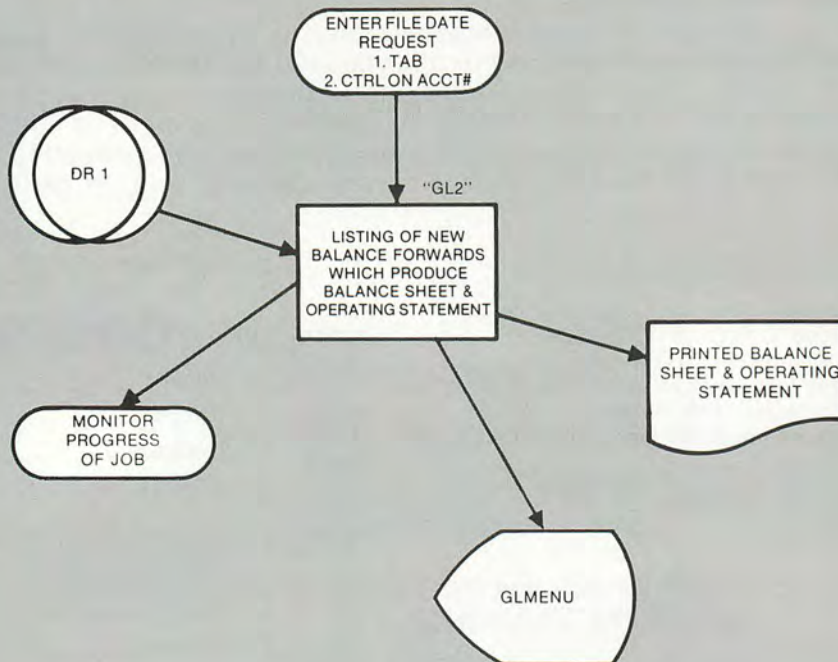 ENTER FILE DATE
REQUEST
1. TAB
2. CTRL ON ACCT#
DR 1
"GL2"
LISTING OF NEW
BALANCE FORWARDS
WHICH PRODUCE
BALANCE SHEET &
OPERATING STATEMENT
PRINTED BALANCE
SHEET & OPERATING
STATEMENT
MONITOR
PROGRESS
OF JOB
GLMENU